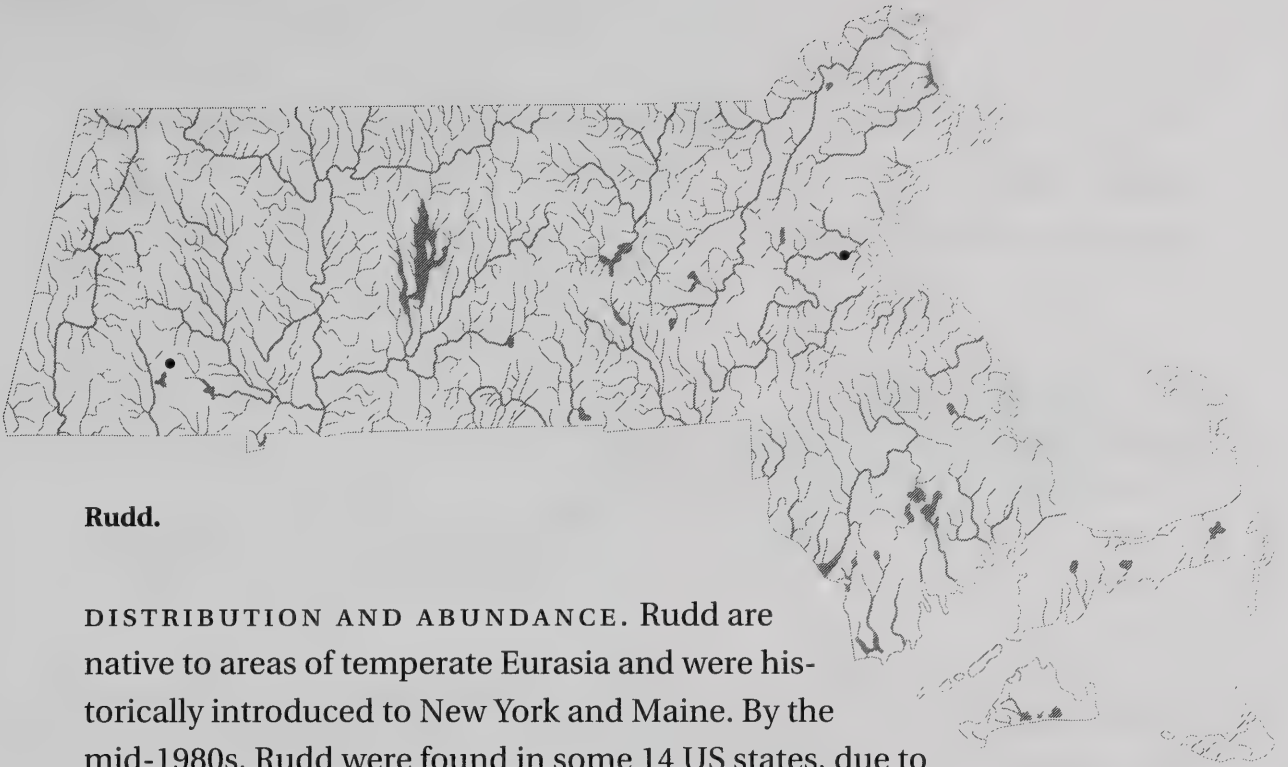 Rudd.
DISTRIBUTION AND ABUNDANCE. Rudd are
native to areas of temperate Eurasia and were his-
torically introduced to New York and Maine. By the
mid-1980s, Rudd were found in some 14 US states, due to